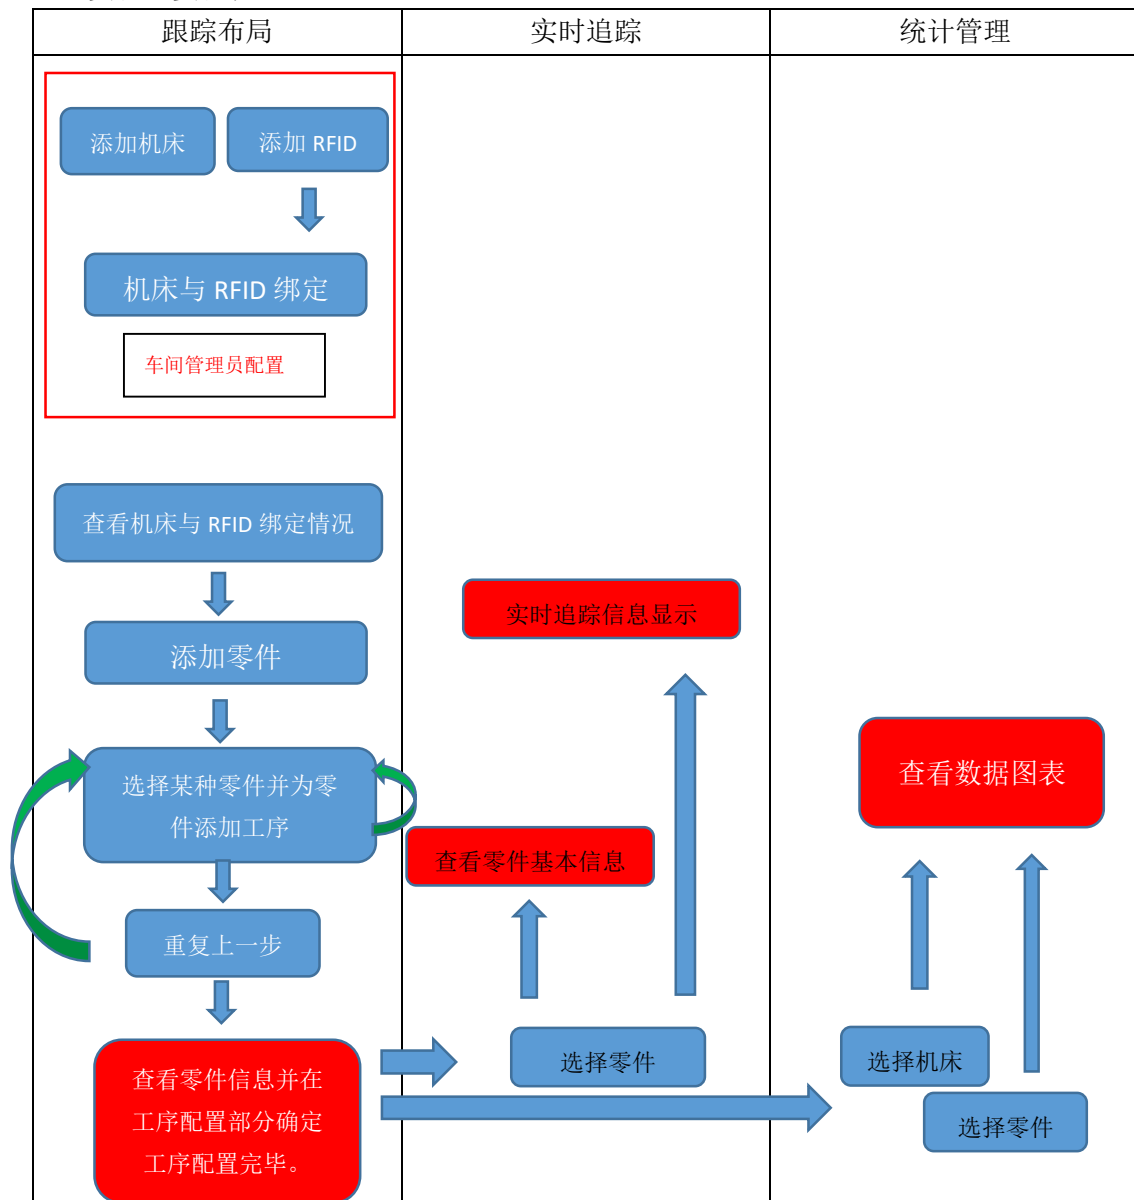 跟踪布局
实时追踪
统计管理
添加机床
添加 RFID
机床与 RFID 绑定
车间管理员配置
查看机床与 RFID 绑定情况
添加零件
选择某种零件并为零
件添加工序
重复上一步
查看零件信息并在
工序配置部分确定
工序配置完毕。
实时追踪信息显示
查看零件基本信息
选择零件
查看数据图表
选择机床
选择零件